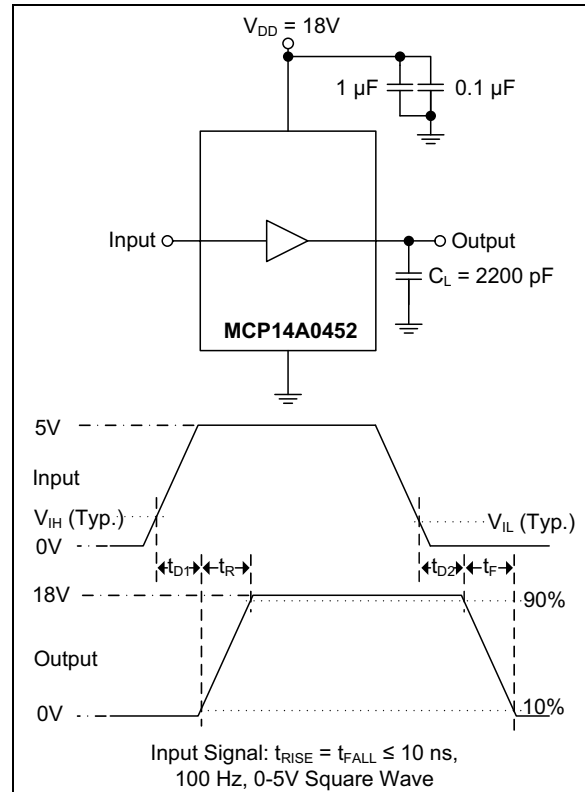 V_DD = 18V
1 µF 0.1 µF
Input Output
C_L = 2200 pF
MCP14A0452
5V
Input
V_IH (Typ.) V_IL (Typ.)
0V
t_D1 t_R t_D2 t_F
18V 90%
Output
0V 10%
Input Signal: t_RISE = t_FALL ≤ 10 ns,
100 Hz, 0-5V Square Wave